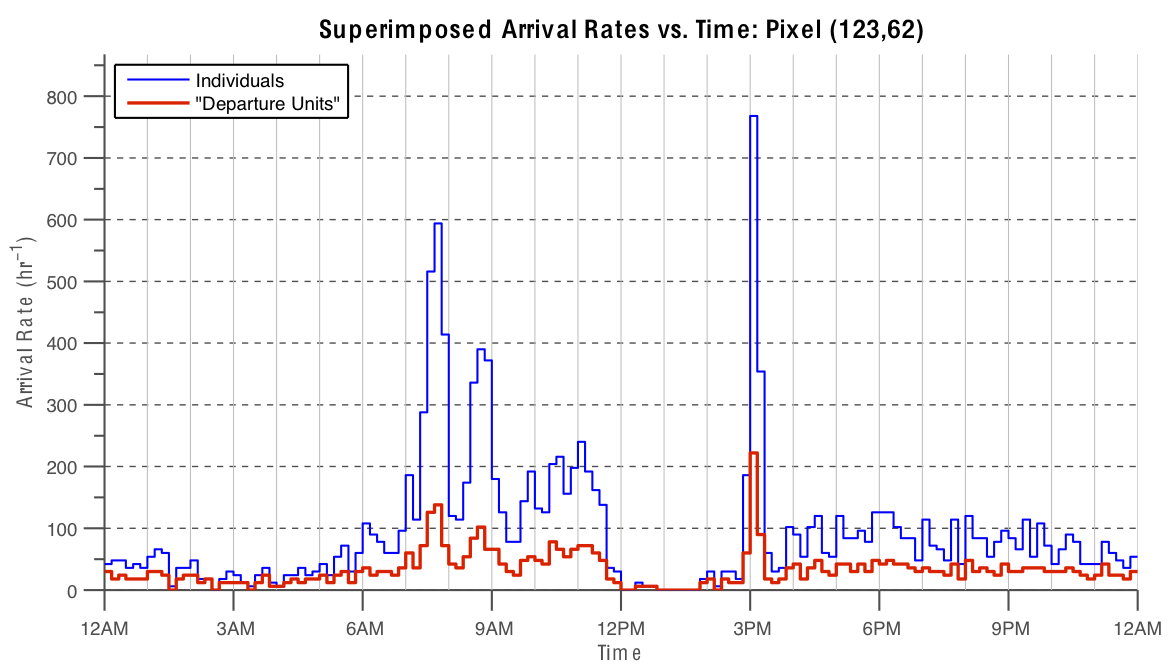 Superimposed Arrival Rates vs. Time: Pixel (123,62)
Individuals
"Departure Units"
800
700
600
500
400
300
200
100
0
Arrival Rate (hr⁻¹)
12AM 3AM 6AM 9AM 12PM 3PM 6PM 9PM 12AM
Time